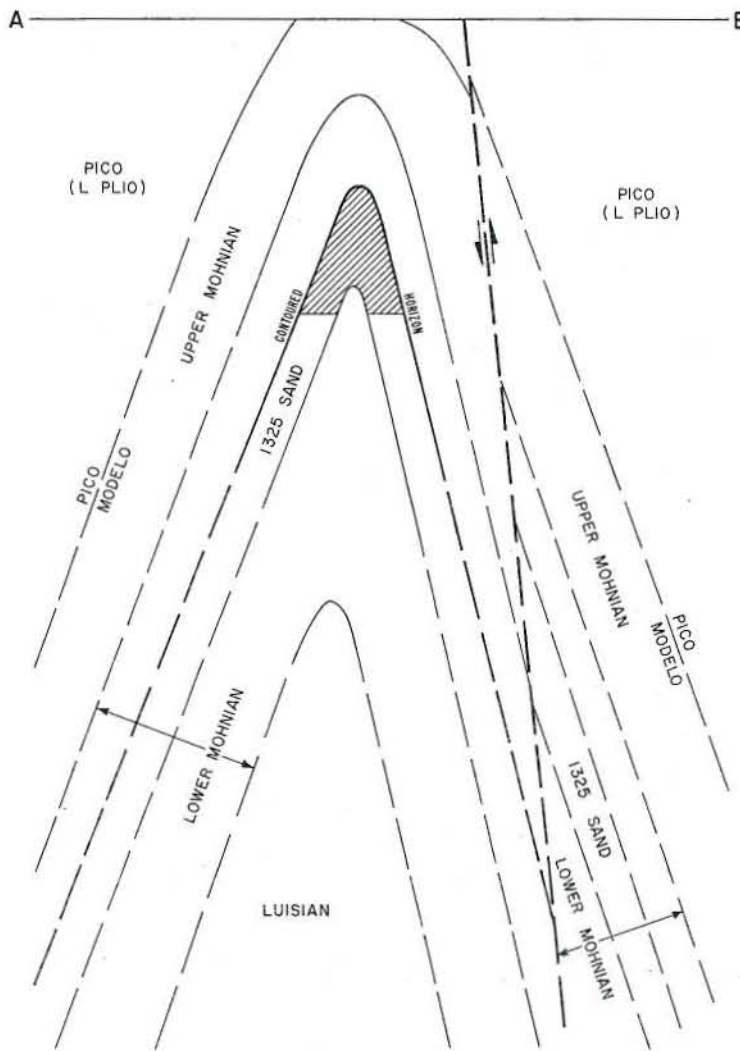 A B
PICO
(L PLIO)
PICO
(L PLIO)
UPPER MOHNIAN
CONTOURED
HORIZON
1325 SAND
PICO
MODELO
UPPER MOHNIAN
PICO
MODELO
LOWER MOHNIAN
1325 SAND
LOWER MOHNIAN
LUISIAN